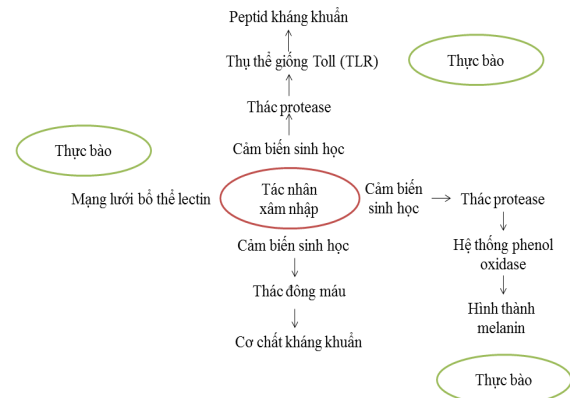 Peptid kháng khuẩn
Thụ thể giống Toll (TLR)
Thực bào
Thác protease
Thực bào
Cảm biến sinh học
Mạng lưới bổ thể lectin
Tác nhân
xâm nhập
Cảm biến
sinh học
Thác protease
Cảm biến sinh học
Hệ thống phenol
oxidase
Thác đông máu
Hình thành
melanin
Cơ chất kháng khuẩn
Thực bào